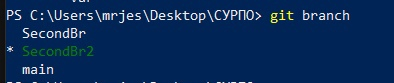 PS C:\Users\mrjes\Desktop\СУРПО> git branch
  SecondBr
* SecondBr2
  main